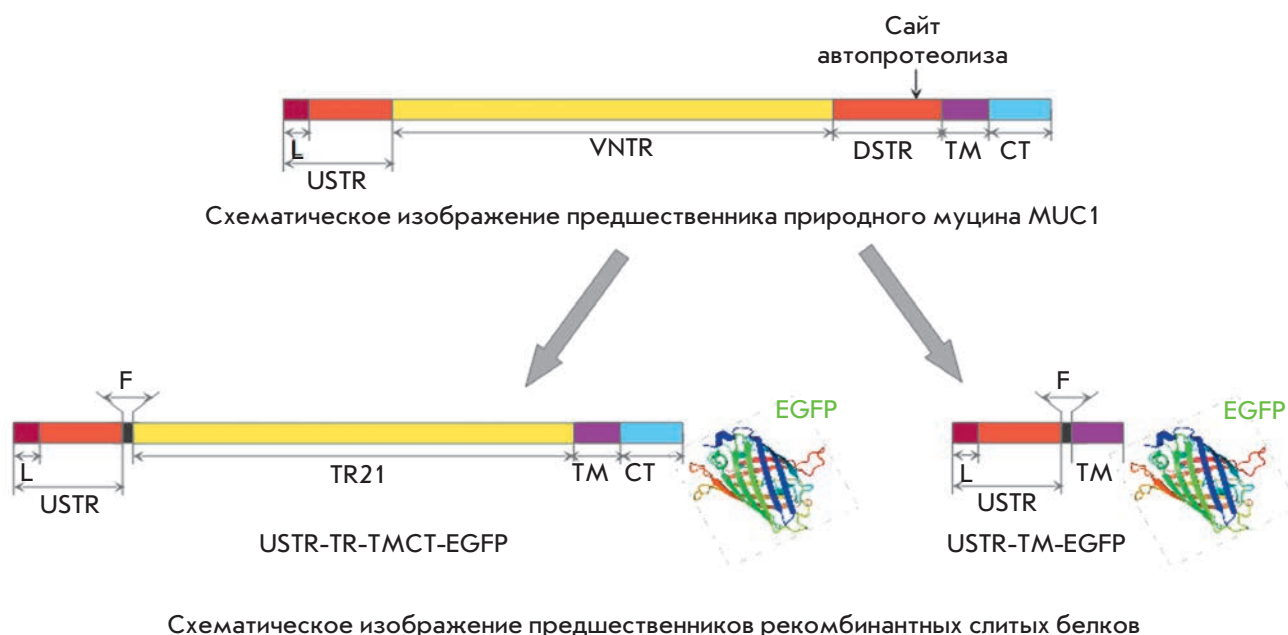 Сайт
автопротеолиза
L
VNTR
DSTR
TM
CT
USTR
Схематическое изображение предшественника природного муцина MUC1
F
EGFP
L
TR21
TM
CT
USTR
USTR-TR-TMCT-EGFP
F
EGFP
L
TM
USTR
USTR-TM-EGFP
Схематическое изображение предшественников рекомбинантных слитых белков